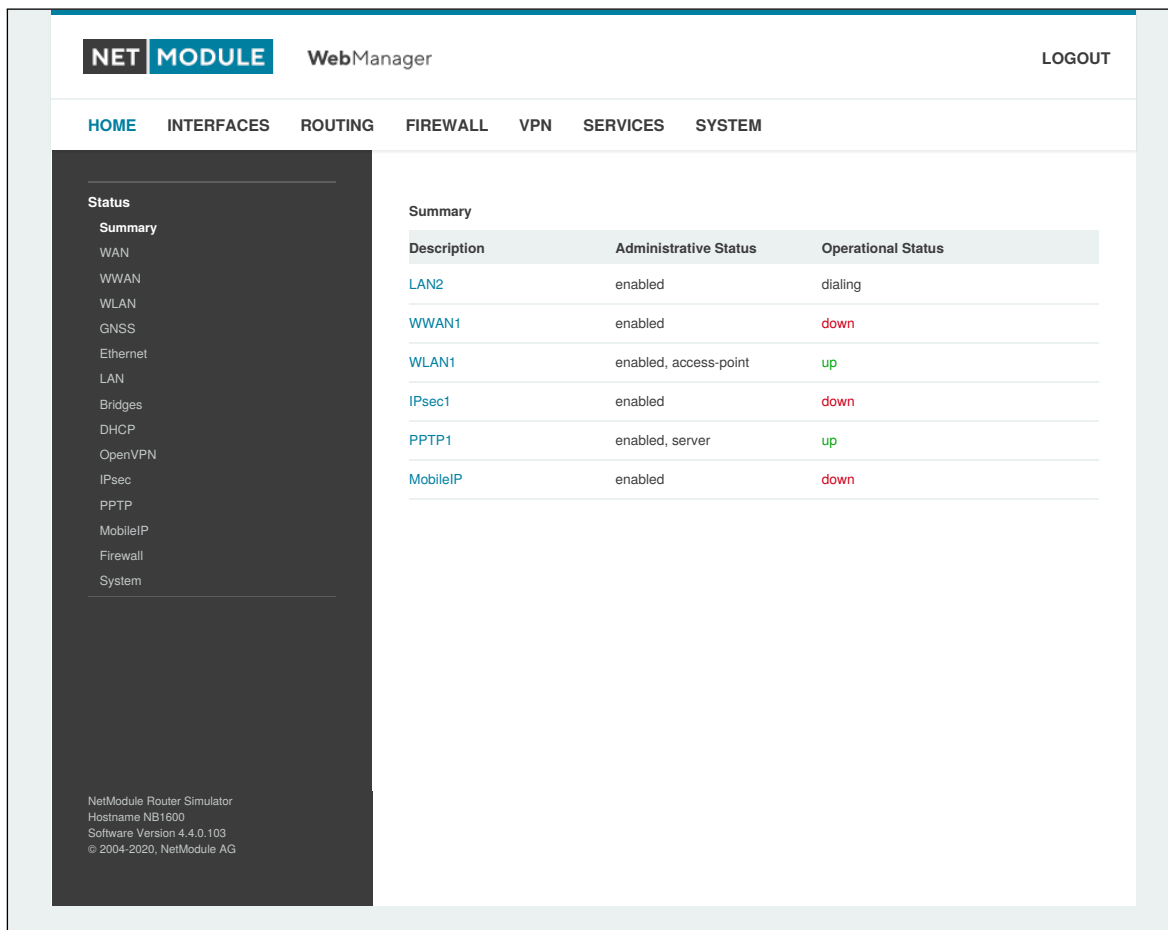 NET MODULE WebManager LOGOUT
HOME INTERFACES ROUTING FIREWALL VPN SERVICES SYSTEM
Status
Summary
WAN
WWAN
WLAN
GNSS
Ethernet
LAN
Bridges
DHCP
OpenVPN
IPsec
PPTP
MobileIP
Firewall
System
NetModule Router Simulator
Hostname NB1600
Software Version 4.4.0.103
© 2004-2020, NetModule AG
Summary
Description Administrative Status Operational Status
LAN2 enabled dialing
WWAN1 enabled down
WLAN1 enabled, access-point up
IPsec1 enabled down
PPTP1 enabled, server up
MobileIP enabled down